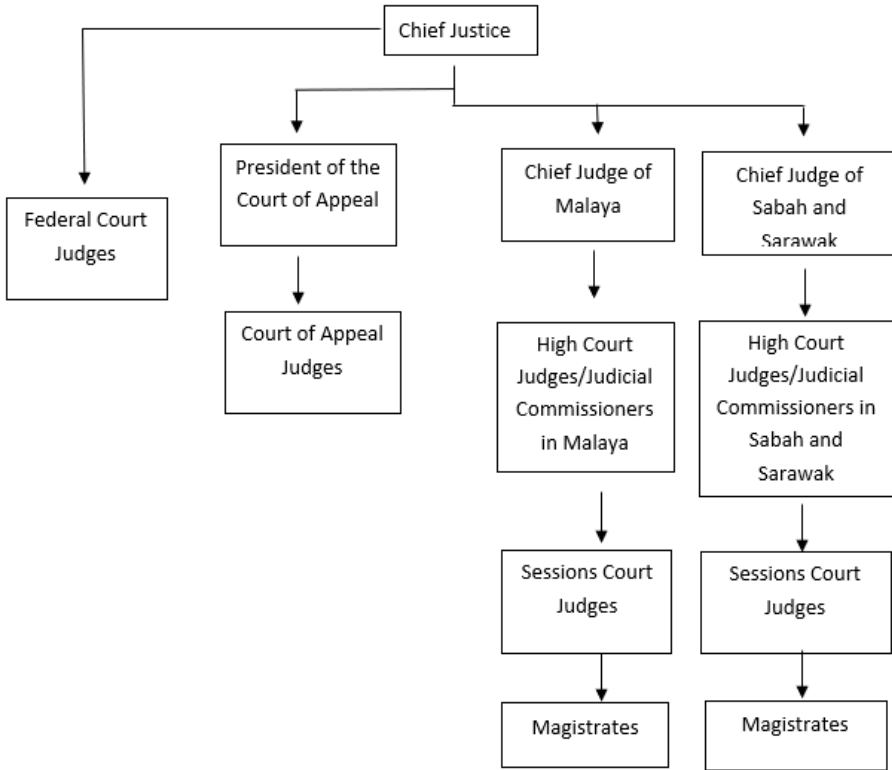 Chief Justice
Federal Court
Judges
President of the
Court of Appeal
Chief Judge of
Malaya
Chief Judge of
Sabah and
Sarawak
Court of Appeal
Judges
High Court
Judges/Judicial
Commissioners
in Malaya
High Court
Judges/Judicial
Commissioners in
Sabah and
Sarawak
Sessions Court
Judges
Sessions Court
Judges
Magistrates
Magistrates